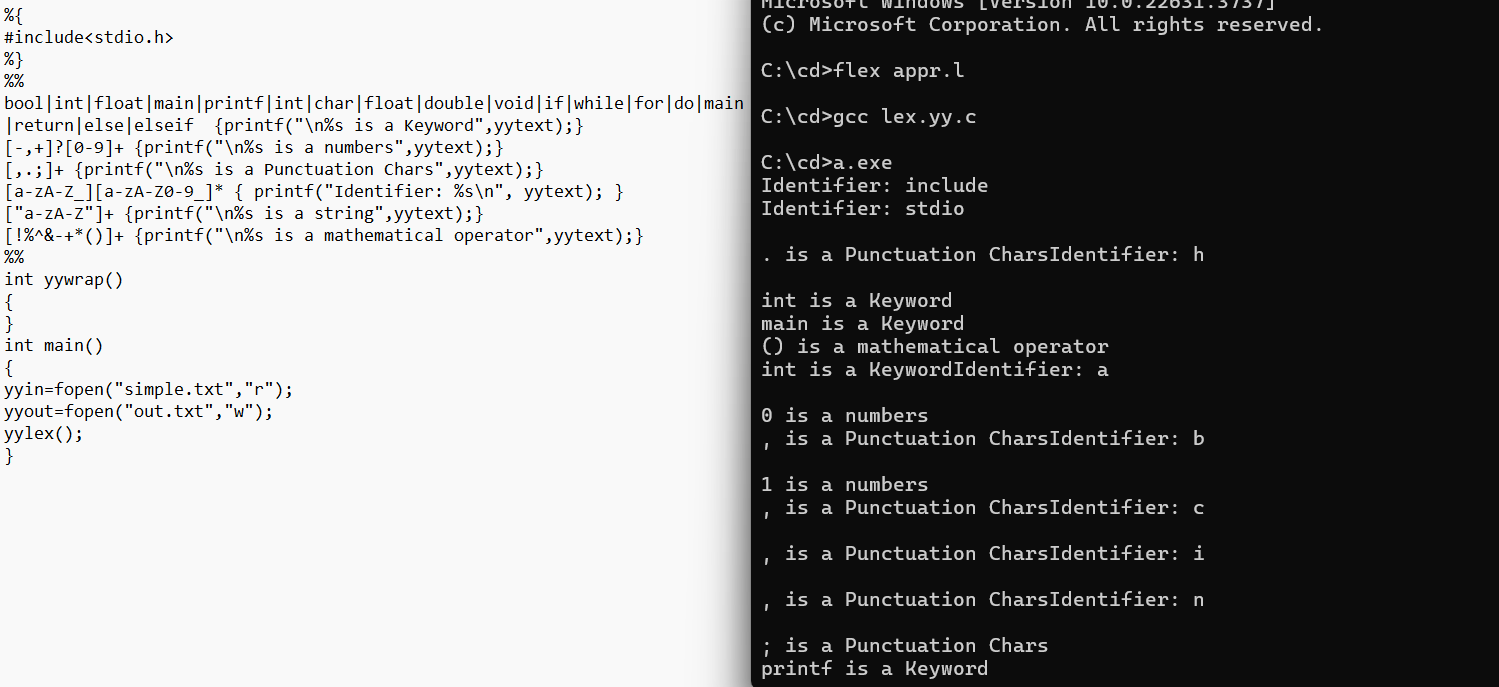 %{
#include<stdio.h>
%}
%%
bool|int|float|main|printf|int|char|float|double|void|if|while|for|do|main
|return|else|elseif  {printf("\n%s is a Keyword",yytext);}
[-,+]?[0-9]+ {printf("\n%s is a numbers",yytext);}
[,.;]+ {printf("\n%s is a Punctuation Chars",yytext);}
[a-zA-Z_][a-zA-Z0-9_]* { printf("Identifier: %s\n", yytext); }
["a-zA-Z"]+ {printf("\n%s is a string",yytext);}
[!%^&-+*()]+ {printf("\n%s is a mathematical operator",yytext);}
%%
int yywrap()
{
}
int main()
{
yyin=fopen("simple.txt","r");
yyout=fopen("out.txt","w");
yylex();
}
Microsoft Windows [Version 10.0.22631.3737]
(c) Microsoft Corporation. All rights reserved.
C:\cd>flex appr.l
C:\cd>gcc lex.yy.c
C:\cd>a.exe
Identifier: include
Identifier: stdio
. is a Punctuation CharsIdentifier: h
int is a Keyword
main is a Keyword
() is a mathematical operator
int is a KeywordIdentifier: a
0 is a numbers
, is a Punctuation CharsIdentifier: b
1 is a numbers
, is a Punctuation CharsIdentifier: c
, is a Punctuation CharsIdentifier: i
, is a Punctuation CharsIdentifier: n
; is a Punctuation Chars
printf is a Keyword